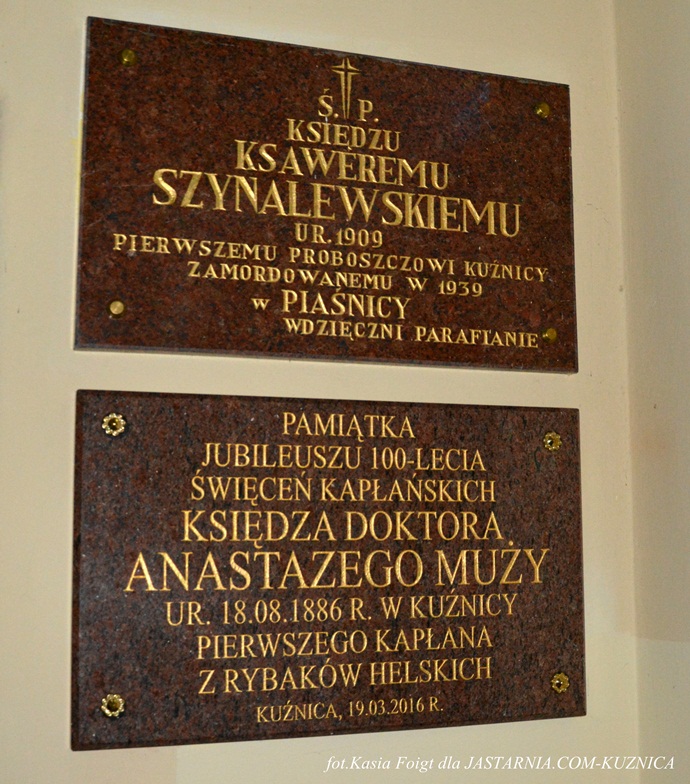 Ś. P.
KSIĘDZU
KSAWEREMU
SZYNALEWSKIEMU
UR. 1909
PIERWSZEMU PROBOSZCZOWI KUŹNICY
ZAMORDOWANEMU W 1939
W PIAŚNICY
WDZIĘCZNI PARAFIANIE
PAMIĄTKA
JUBILEUSZU 100-LECIA
ŚWIĘCEŃ KAPŁAŃSKICH
KSIĘDZA DOKTORA
ANASTAZEGO MUŻY
UR. 18.08.1886 R. W KUŹNICY
PIERWSZEGO KAPŁANA
Z RYBAKÓW HELSKICH
KUŹNICA, 19.03.2016 R.
fot.Kasia Foigt dla JASTARNIA.COM-KUZNICA